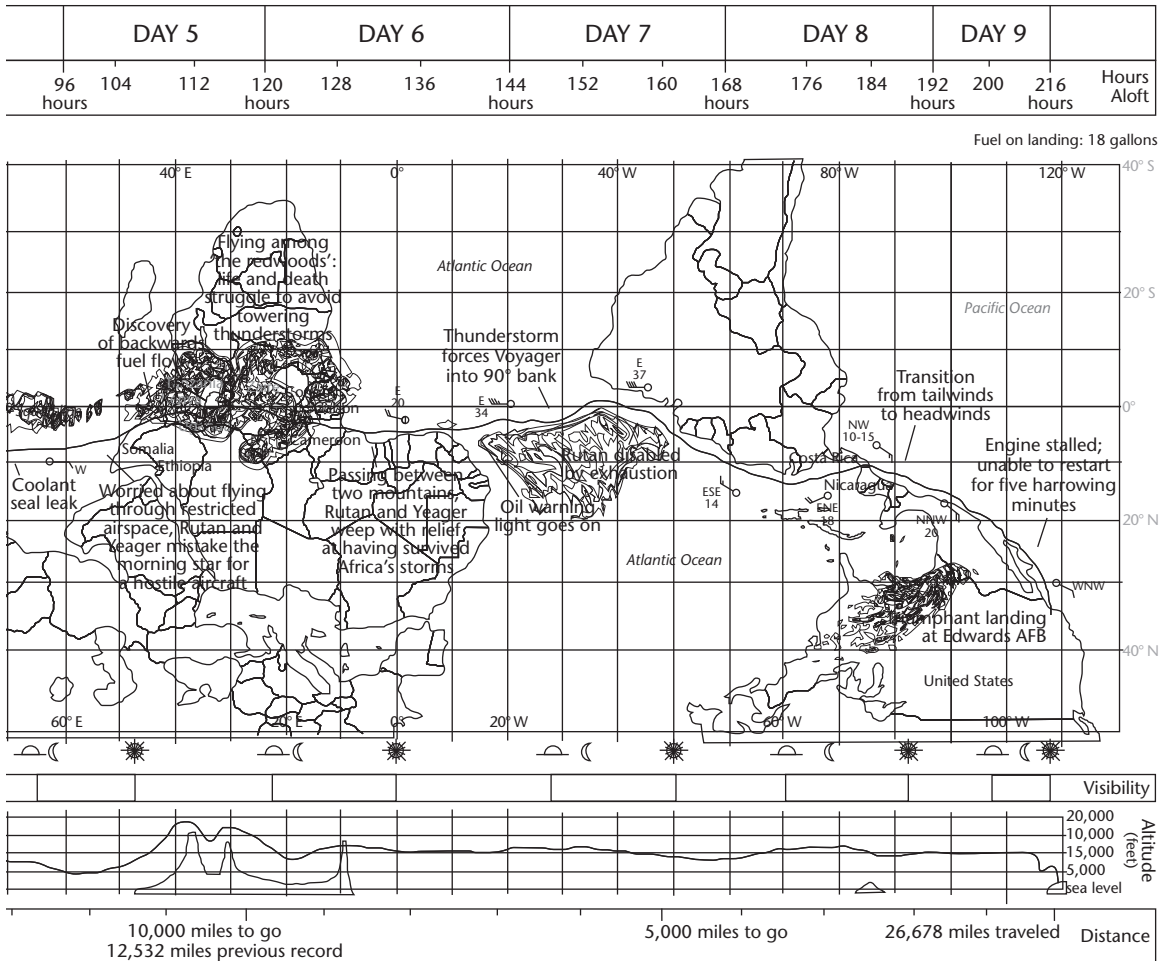 DAY 5
DAY 6
DAY 7
DAY 8
DAY 9
96 hours
104
112
120 hours
128
136
144 hours
152
160
168 hours
176
184
192 hours
200
216 hours
Hours
Aloft
Fuel on landing: 18 gallons
40° E
0°
40° W
80° W
120° W
40° S
20° S
0°
20° N
40° N
Flying among
the redwoods':
life and death
struggle to avoid
towering
thunderstorms
Atlantic Ocean
Pacific Ocean
Discovery
of backwards
fuel flow
Thunderstorm
forces Voyager
into 90° bank
E
37
E
34
E
20
Transition
from tailwinds
to headwinds
NW
10-15
Engine stalled;
unable to restart
for five harrowing
minutes
Cameroon
Somalia
Ethiopia
W
Coolant
seal leak
Worried about flying
through restricted
airspace, Rutan and
Yeager mistake the
morning star for
a hostile aircraft
Passing between
two mountains,
Rutan and Yeager
weep with relief
at having survived
Africa's storms
Rutan disabled
by exhaustion
Oil warning
light goes on
Costa Rica
Nicaragua
ESE
14
ENE
18
NNW
20
WNW
Atlantic Ocean
Triumphant landing
at Edwards AFB
United States
60° E
20° E
0°
20° W
60° W
100° W
Visibility
20,000
10,000
15,000
5,000
sea level
Altitude
(feet)
10,000 miles to go
12,532 miles previous record
5,000 miles to go
26,678 miles traveled
Distance